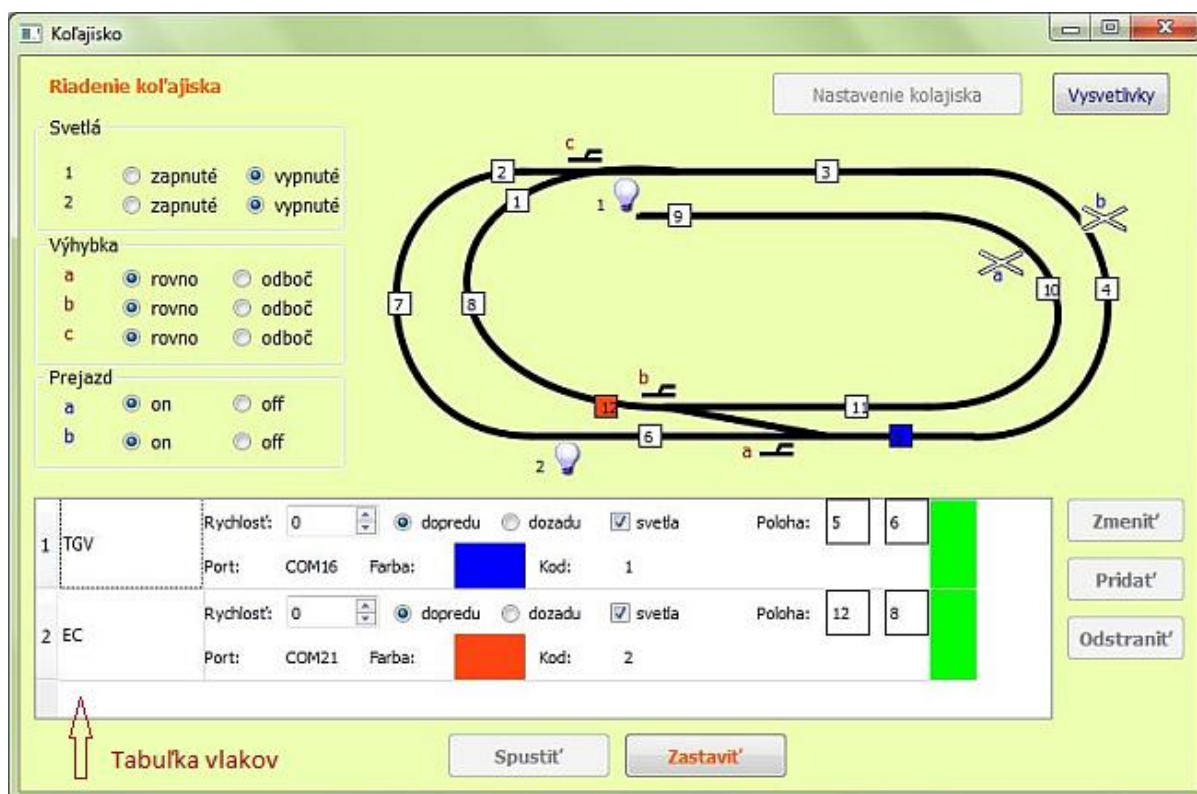 Koľajisko
Riadenie koľajiska
Nastavenie kolajiska
Vysvetlivky
Svetlá
1 zapnuté vypnuté
2 zapnuté vypnuté
Výhybka
a rovno odboč
b rovno odboč
c rovno odboč
Prejazd
a on off
b on off
c
2
3
1
1
9
b
a
7
8
10
4
b
12
11
6
a
2
1 TGV
Rychlosť: 0 dopredu dozadu svetla Poloha: 5 6
Port: COM16 Farba: Kod: 1
2 EC
Rychlosť: 0 dopredu dozadu svetla Poloha: 12 8
Port: COM21 Farba: Kod: 2
Zmeniť
Pridať
Odstraniť
Tabuľka vlakov
Spustiť
Zastaviť